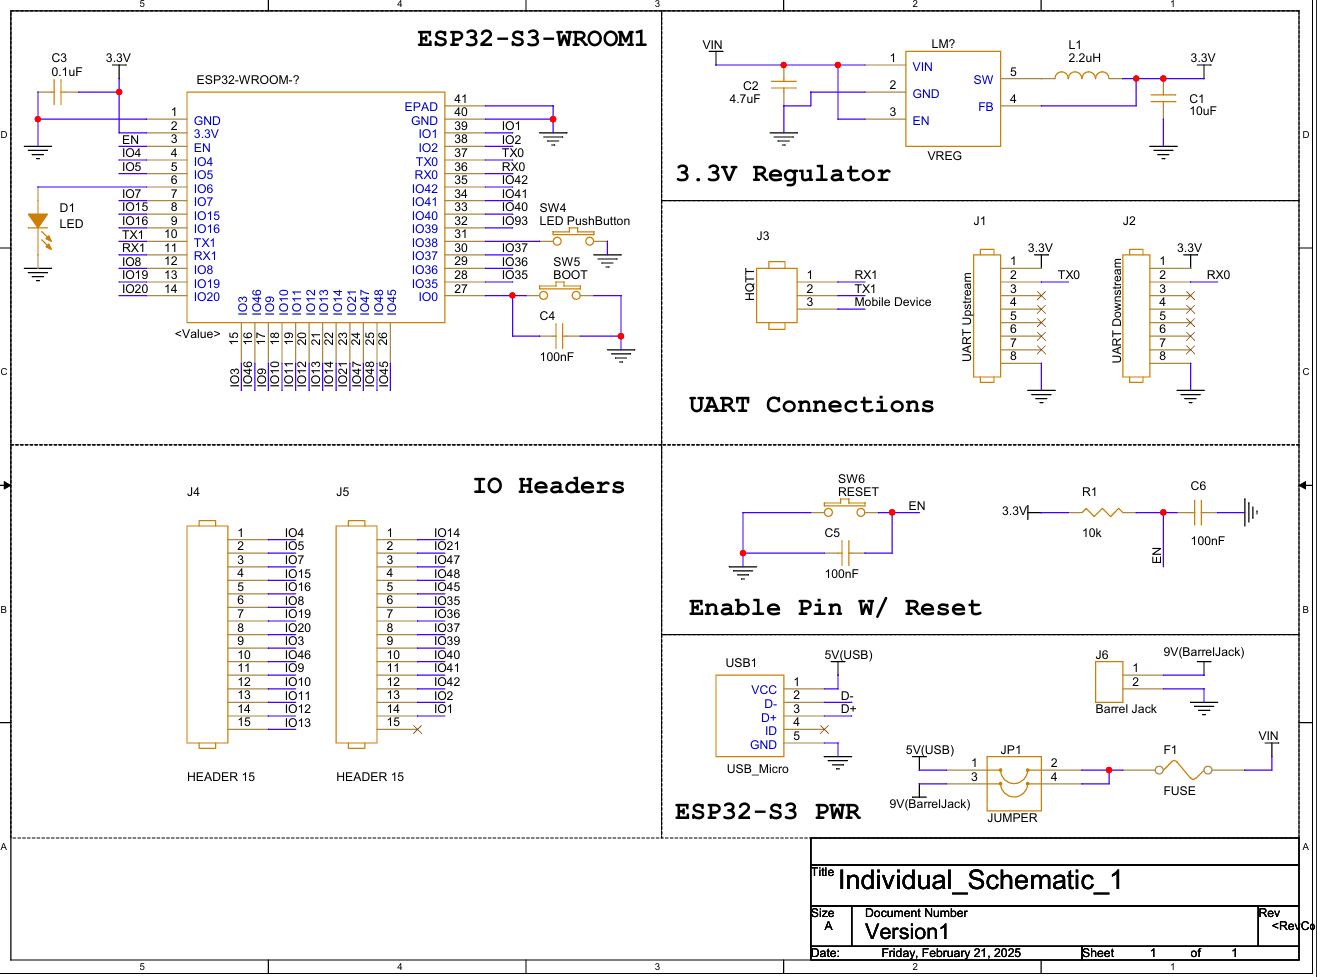 5 4 3 2 1
ESP32-S3-WROOM1
C3
0.1uF
3.3V
ESP32-WROOM-?
1 GND
2 3.3V
EN 3 EN
IO4 4 IO4
IO5 5 IO5
6 IO6
IO7 7 IO7
IO15 8 IO15
IO16 9 IO16
TX1 10 TX1
RX1 11 RX1
IO8 12 IO8
IO19 13 IO19
IO20 14 IO20
EPAD 41
GND 40
IO1 39 IO1
IO2 38 IO2
TX0 37 TX0
RX0 36 RX0
IO42 35 IO42
IO41 34 IO41
IO40 33 IO40
IO39 32 IO93
IO38 31
IO37 30 IO37
IO36 29 IO36
IO35 28 IO35
IO0 27
IO3 IO46 IO9 IO10 IO11 IO12 IO13 IO14 IO21 IO47 IO48 IO45
15 16 17 18 19 20 21 22 23 24 25 26
IO3 IO46 IO9 IO10 IO11 IO12 IO13 IO14 IO21 IO47 IO48 IO45
<Value>
D1
LED
SW4
LED PushButton
SW5
BOOT
C4
100nF
VIN
C2
4.7uF
LM?
1 VIN
2 GND
3 EN
SW 5
FB 4
VREG
L1
2.2uH
3.3V
C1
10uF
3.3V Regulator
J3
HQTT
1 RX1
2 TX1
3 Mobile Device
J1
UART Upstream
3.3V
1
2 TX0
3
4
5
6
7
8
J2
UART Downstream
3.3V
1
2 RX0
3
4
5
6
7
8
UART Connections
IO Headers
J4
1 IO4
2 IO5
3 IO7
4 IO15
5 IO16
6 IO8
7 IO19
8 IO20
9 IO3
10 IO46
11 IO9
12 IO10
13 IO11
14 IO12
15 IO13
HEADER 15
J5
1 IO14
2 IO21
3 IO47
4 IO48
5 IO45
6 IO35
7 IO36
8 IO37
9 IO39
10 IO40
11 IO41
12 IO42
13 IO2
14 IO1
15
HEADER 15
SW6
RESET
EN
C5
100nF
3.3V
R1
10k
EN
C6
100nF
Enable Pin W/ Reset
USB1
5V(USB)
VCC 1
D- 2 D-
D+ 3 D+
ID 4
GND 5
USB_Micro
J6
9V(BarrelJack)
1
2
Barrel Jack
5V(USB)
9V(BarrelJack)
JP1
1 2
3 4
JUMPER
F1
FUSE
VIN
ESP32-S3 PWR
D D
C C
B B
A A
Title
Individual_Schematic_1
Size
A
Document Number
Version1
Rev
<RevCo
Date: Friday, February 21, 2025 Sheet 1 of 1
5 4 3 2 1